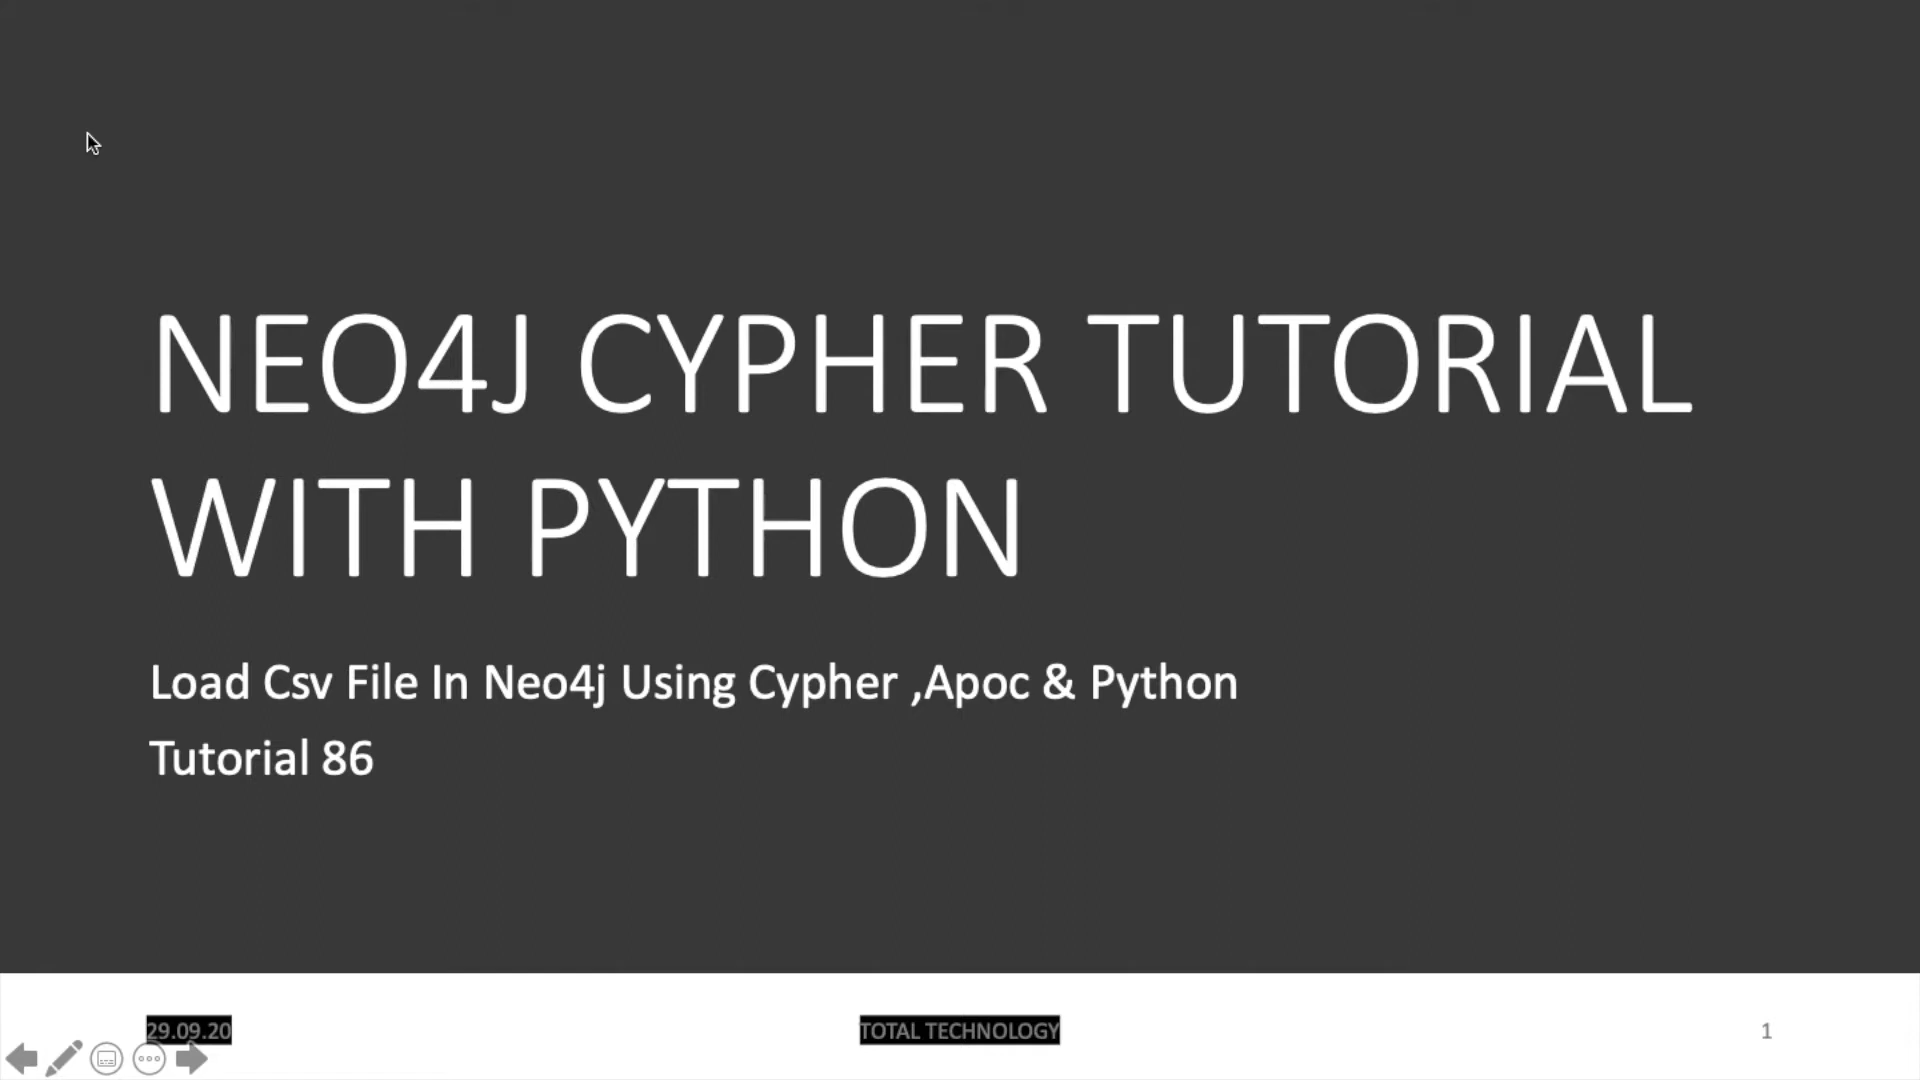 NEO4J CYPHER TUTORIAL
WITH PYTHON
Load Csv File In Neo4j Using Cypher ,Apoc & Python
Tutorial 86
29.09.20
TOTAL TECHNOLOGY
1